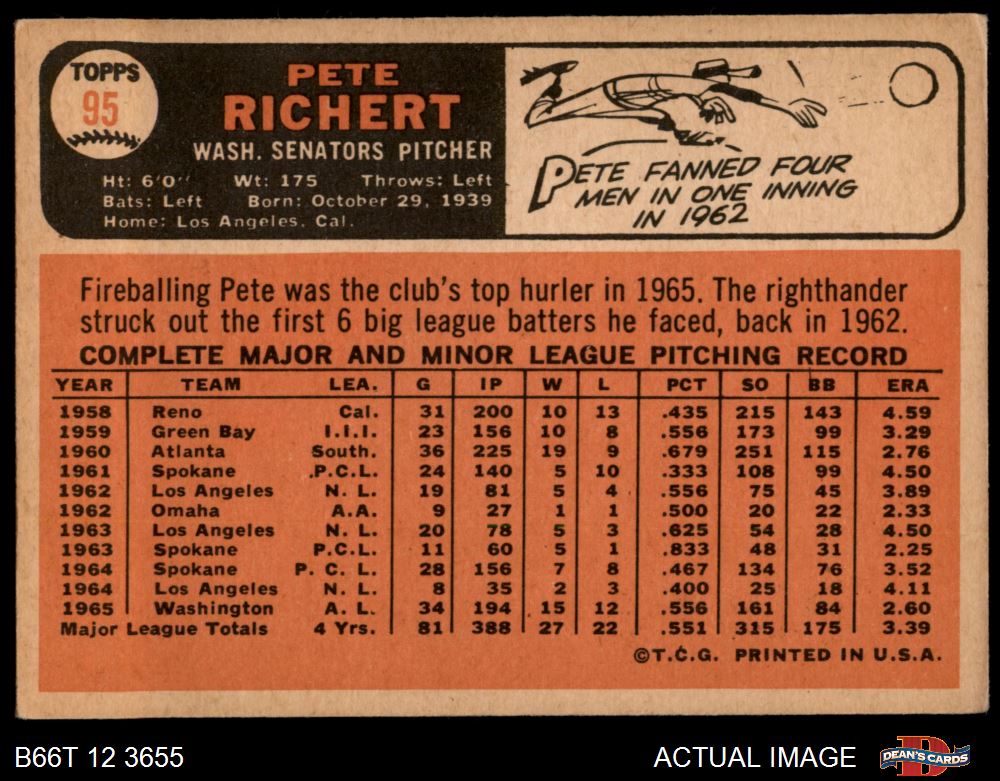 TOPPS
95
PETE
RICHERT
WASH. SENATORS PITCHER
Ht: 6'0" Wt: 175 Throws: Left
Bats: Left Born: October 29, 1939
Home: Los Angeles, Cal.
PETE FANNED FOUR
MEN IN ONE INNING
IN 1962
Fireballing Pete was the club's top hurler in 1965. The righthander
struck out the first 6 big league batters he faced, back in 1962.
COMPLETE MAJOR AND MINOR LEAGUE PITCHING RECORD
YEAR TEAM LEA. G IP W L PCT SO BB ERA
1958 Reno Cal. 31 200 10 13 .435 215 143 4.59
1959 Green Bay I.I.I. 23 156 10 8 .556 173 99 3.29
1960 Atlanta South. 36 225 19 9 .679 251 115 2.76
1961 Spokane P.C.L. 24 140 5 10 .333 108 99 4.50
1962 Los Angeles N. L. 19 81 5 4 .556 75 45 3.89
1962 Omaha A.A. 9 27 1 1 .500 20 22 2.33
1963 Los Angeles N. L. 20 78 5 3 .625 54 28 4.50
1963 Spokane P.C.L. 11 60 5 1 .833 48 31 2.25
1964 Spokane P. C. L. 28 156 7 8 .467 134 76 3.52
1964 Los Angeles N. L. 8 35 2 3 .400 25 18 4.11
1965 Washington A. L. 34 194 15 12 .556 161 84 2.60
Major League Totals 4 Yrs. 81 388 27 22 .551 315 175 3.39
©T.C.G. PRINTED IN U.S.A.
B66T 12 3655
ACTUAL IMAGE
DEAN'S CARDS